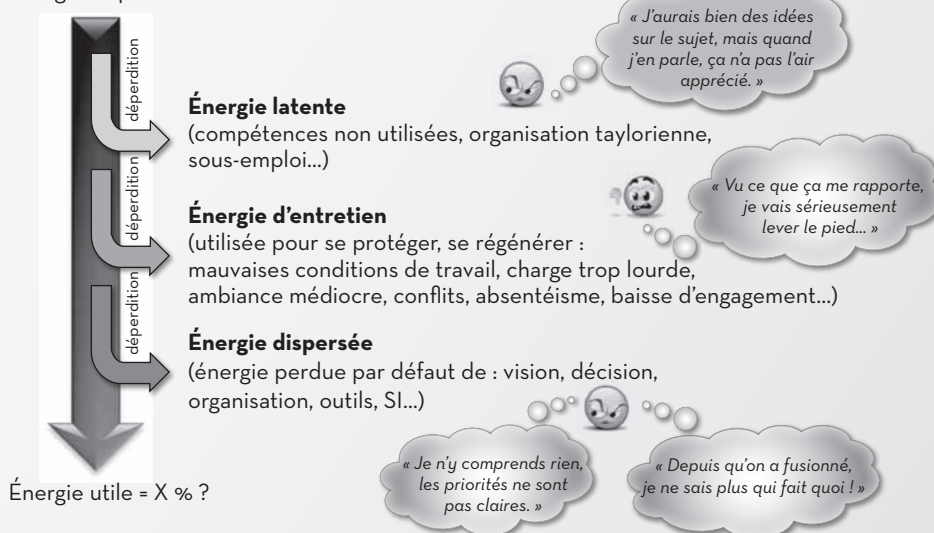 déperdition
« J'aurais bien des idées
sur le sujet, mais quand
j'en parle, ça n'a pas l'air
apprécié. »
Énergie latente
(compétences non utilisées, organisation taylorienne,
sous-emploi...)
déperdition
« Vu ce que ça me rapporte,
je vais sérieusement
lever le pied... »
Énergie d'entretien
(utilisée pour se protéger, se régénérer :
mauvaises conditions de travail, charge trop lourde,
ambiance médiocre, conflits, absentéisme, baisse d'engagement...)
déperdition
Énergie dispersée
(énergie perdue par défaut de : vision, décision,
organisation, outils, SI...)
« Je n'y comprends rien,
les priorités ne sont
pas claires. »
« Depuis qu'on a fusionné,
je ne sais plus qui fait quoi ! »
Énergie utile = X % ?